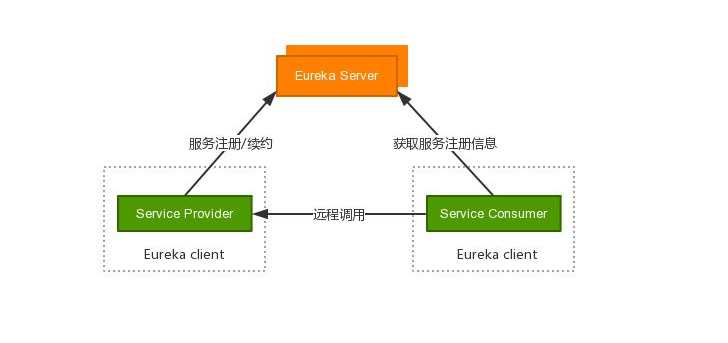 Eureka Server
服务注册/续约
获取服务注册信息
Service Provider
远程调用
Service Consumer
Eureka client
Eureka client